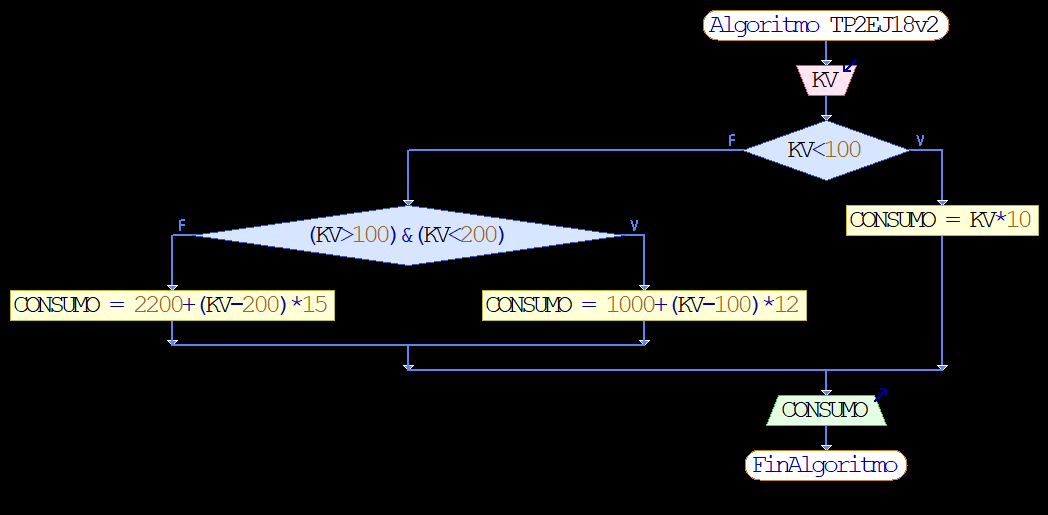 Algoritmo TP2EJ18v2
KV
F
KV<100
V
CONSUMO = KV*10
F
(KV>100)&(KV<200)
V
CONSUMO = 2200+(KV-200)*15
CONSUMO = 1000+(KV-100)*12
CONSUMO
FinAlgoritmo